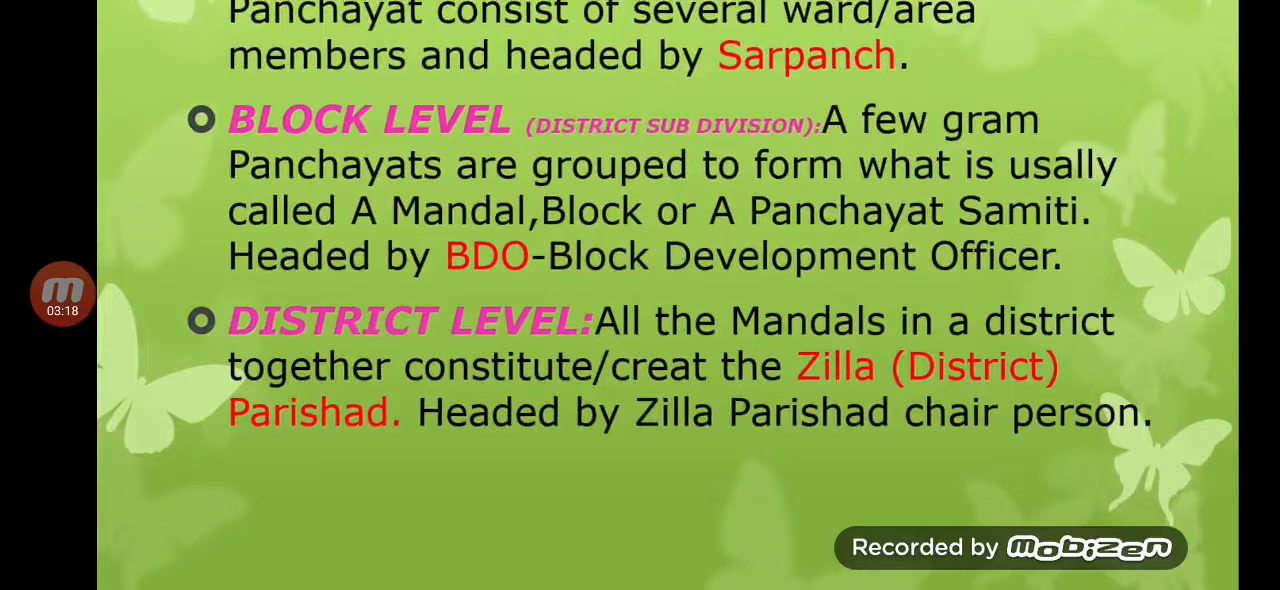 Panchayat consist of several ward/area
members and headed by Sarpanch.
BLOCK LEVEL (DISTRICT SUB DIVISION):A few gram
Panchayats are grouped to form what is usally
called A Mandal,Block or A Panchayat Samiti.
Headed by BDO-Block Development Officer.
03:18
DISTRICT LEVEL:All the Mandals in a district
together constitute/creat the Zilla (District)
Parishad. Headed by Zilla Parishad chair person.
Recorded by mobizen